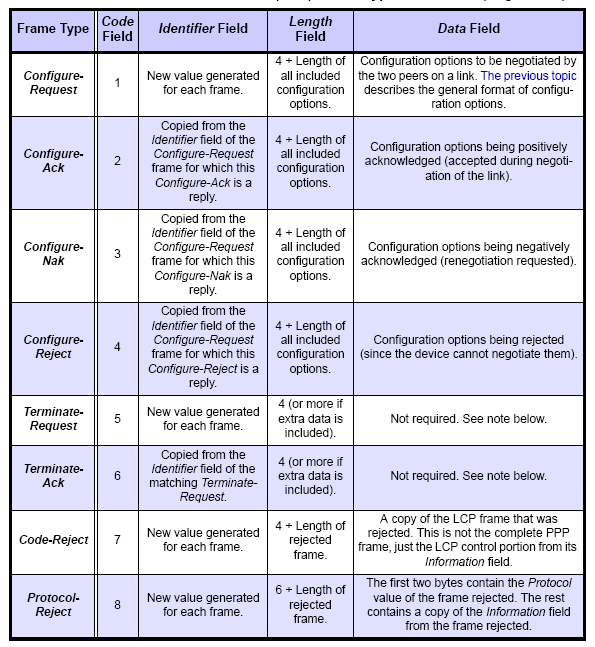 Frame Type
Code
Field
Identifier Field
Length
Field
Data Field
Configure-
Request
1
New value generated
for each frame.
4 + Length of
all included
configuration
options.
Configuration options to be negotiated by
the two peers on a link. The previous topic
describes the general format of configu-
ration options.
Configure-
Ack
2
Copied from the
Identifier field of the
Configure-Request
frame for which this
Configure-Ack is a
reply.
4 + Length of
all included
configuration
options.
Configuration options being positively
acknowledged (accepted during negoti-
ation of the link).
Configure-
Nak
3
Copied from the
Identifier field of the
Configure-Request
frame for which this
Configure-Nak is a
reply.
4 + Length of
all included
configuration
options.
Configuration options being negatively
acknowledged (renegotiation requested).
Configure-
Reject
4
Copied from the
Identifier field of the
Configure-Request
frame for which this
Configure-Reject is a
reply.
4 + Length of
all included
configuration
options.
Configuration options being rejected
(since the device cannot negotiate them).
Terminate-
Request
5
New value generated
for each frame.
4 (or more if
extra data is
included).
Not required. See note below.
Terminate-
Ack
6
Copied from the
Identifier field of the
matching Terminate-
Request.
4 (or more if
extra data is
included).
Not required. See note below.
Code-Reject
7
New value generated
for each frame.
4 + Length of
rejected
frame.
A copy of the LCP frame that was
rejected. This is not the complete PPP
frame, just the LCP control portion from its
Information field.
Protocol-
Reject
8
New value generated
for each frame.
6 + Length of
rejected
frame.
The first two bytes contain the Protocol
value of the frame rejected. The rest
contains a copy of the Information field
from the frame rejected.